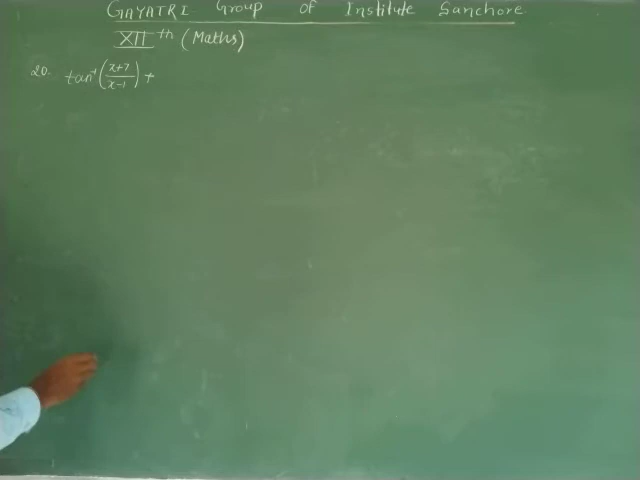 GAYATRI Group of Institute Sanchore
XII th (Maths)
20. tan⁻¹((x+7)/(x-1)) +